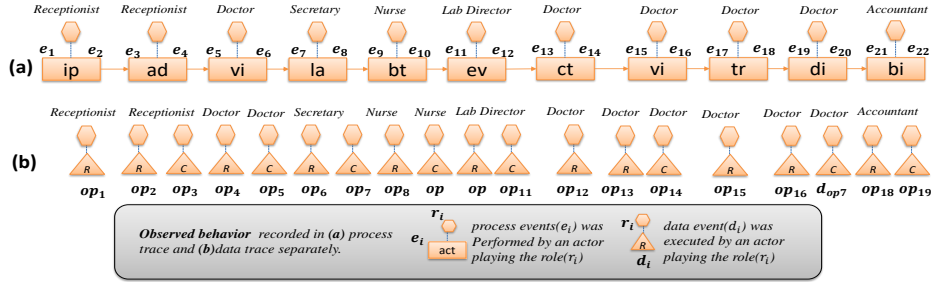 Receptionist Receptionist Doctor Secretary Nurse Lab Director Doctor Doctor Doctor Doctor Accountant
e1 e2 e3 e4 e5 e6 e7 e8 e9 e10 e11 e12 e13 e14 e15 e16 e17 e18 e19 e20 e21 e22
(a) ip ad vi la bt ev ct vi tr di bi
Receptionist Receptionist Doctor Doctor Secretary Nurse Nurse Lab Director Doctor Doctor Doctor Doctor Doctor Accountant
(b) R R C R C R C R C R C R R C R R C R C
op1 op2 op3 op4 op5 op6 op7 op8 op op op11 op12 op13 op14 op15 op16 dop7 op18 op19
Observed behavior recorded in (a) process
trace and (b)data trace separately.
ri
ei act
process events(ei) was
Performed by an actor
playing the role(ri)
ri
R
di
data event(di) was
executed by an actor
playing the role(ri)